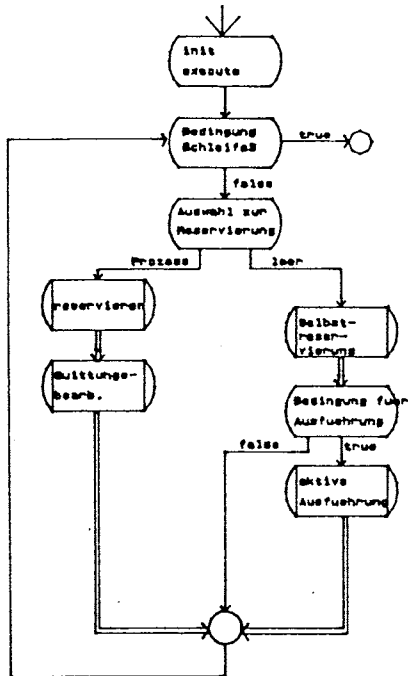 init
execute
Bedingung
Schleife
true
false
Auswahl zur
Reservierung
Prozess
leer
reservieren
Selbst-
reser-
vierung
Quittungs-
bearb.
Bedingung fuer
Ausfuehrung
false
true
aktive
Ausfuehrung